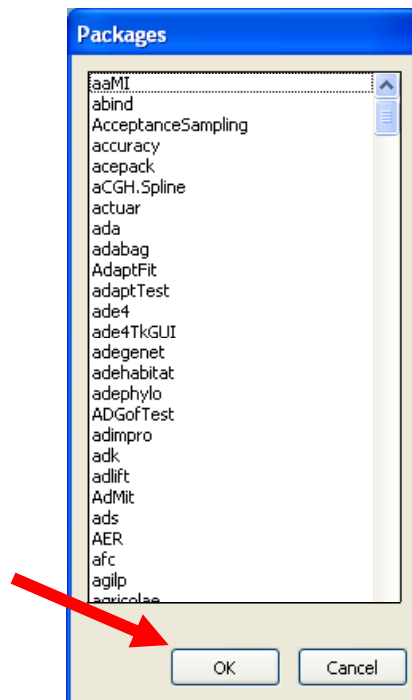 Packages
aaMI
abind
AcceptanceSampling
accuracy
acepack
aCGH.Spline
actuar
ada
adabag
AdaptFit
adaptTest
ade4
ade4TkGUI
adegenet
adehabitat
adephylo
ADGofTest
adimpro
adk
adlift
AdMit
ads
AER
afc
agilp
agricolae
OK Cancel